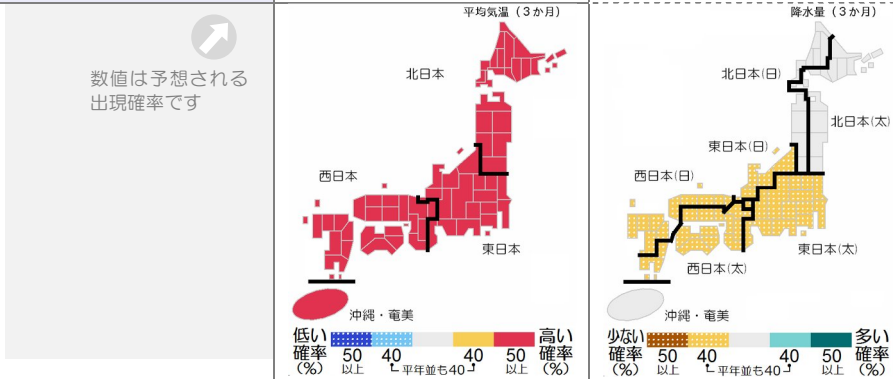 数値は予想される
出現確率です
平均気温（３か月）
北日本
西日本
東日本
沖縄・奄美
低い
確率
(%)
50
以上
40
平年並も40
40
50
以上
高い
確率
(%)
降水量（３か月）
北日本(日)
北日本(太)
東日本(日)
西日本(日)
東日本(太)
西日本(太)
沖縄・奄美
少ない
確率
(%)
50
以上
40
平年並も40
40
50
以上
多い
確率
(%)